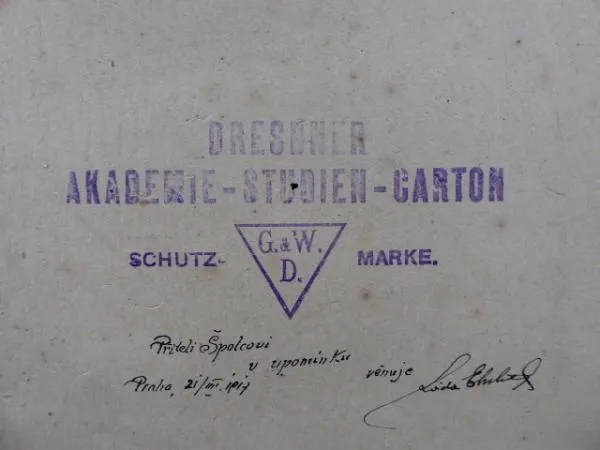 DRESDNER
AKADEMIE-STUDIEN-CARTON
SCHUTZ- G.&W. D. MARKE.
Příteli Špolcovi
v upomínku
Praha, 21/III. 1917 věnuje